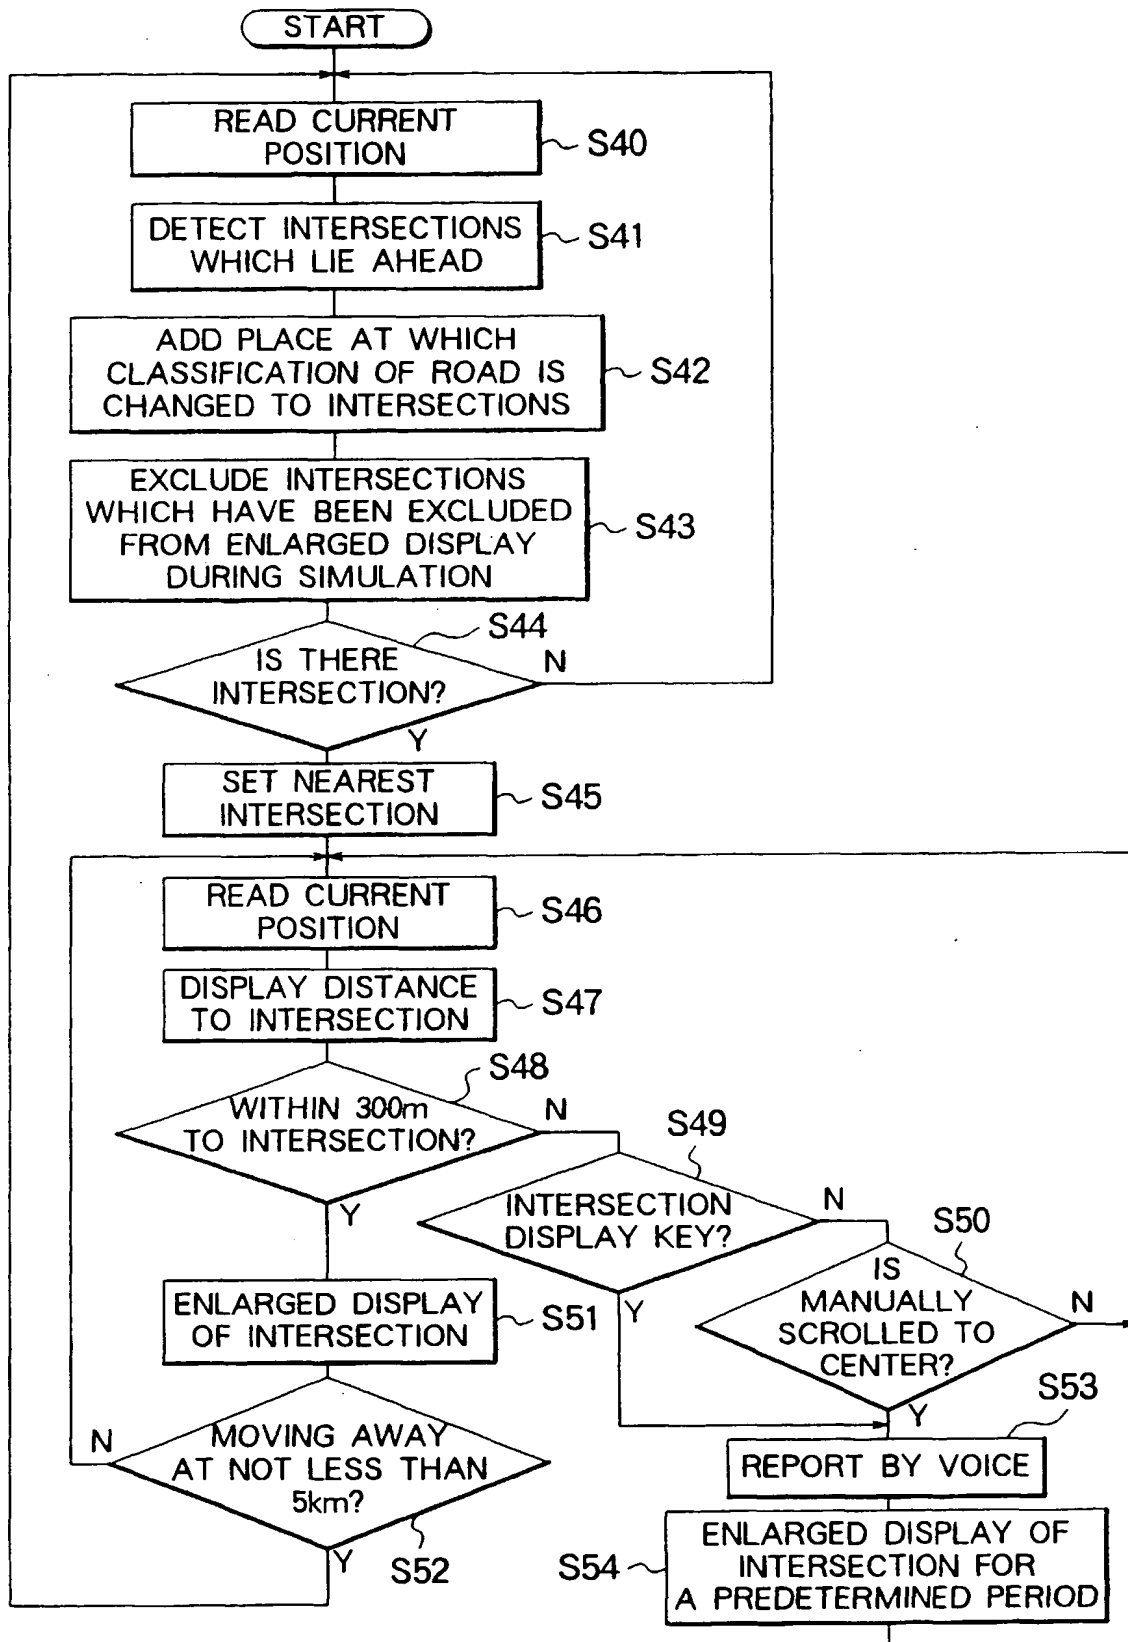 START
READ CURRENT
POSITION
S40
DETECT INTERSECTIONS
WHICH LIE AHEAD
S41
ADD PLACE AT WHICH
CLASSIFICATION OF ROAD IS
CHANGED TO INTERSECTIONS
S42
EXCLUDE INTERSECTIONS
WHICH HAVE BEEN EXCLUDED
FROM ENLARGED DISPLAY
DURING SIMULATION
S43
S44
IS THERE
INTERSECTION?
N
Y
SET NEAREST
INTERSECTION
S45
READ CURRENT
POSITION
S46
DISPLAY DISTANCE
TO INTERSECTION
S47
S48
WITHIN 300m
TO INTERSECTION?
N
Y
S49
INTERSECTION
DISPLAY KEY?
N
Y
S50
IS
MANUALLY
SCROLLED TO
CENTER?
N
Y
ENLARGED DISPLAY
OF INTERSECTION
S51
MOVING AWAY
AT NOT LESS THAN
5km?
N
Y
S52
S53
REPORT BY VOICE
ENLARGED DISPLAY OF
INTERSECTION FOR
A PREDETERMINED PERIOD
S54